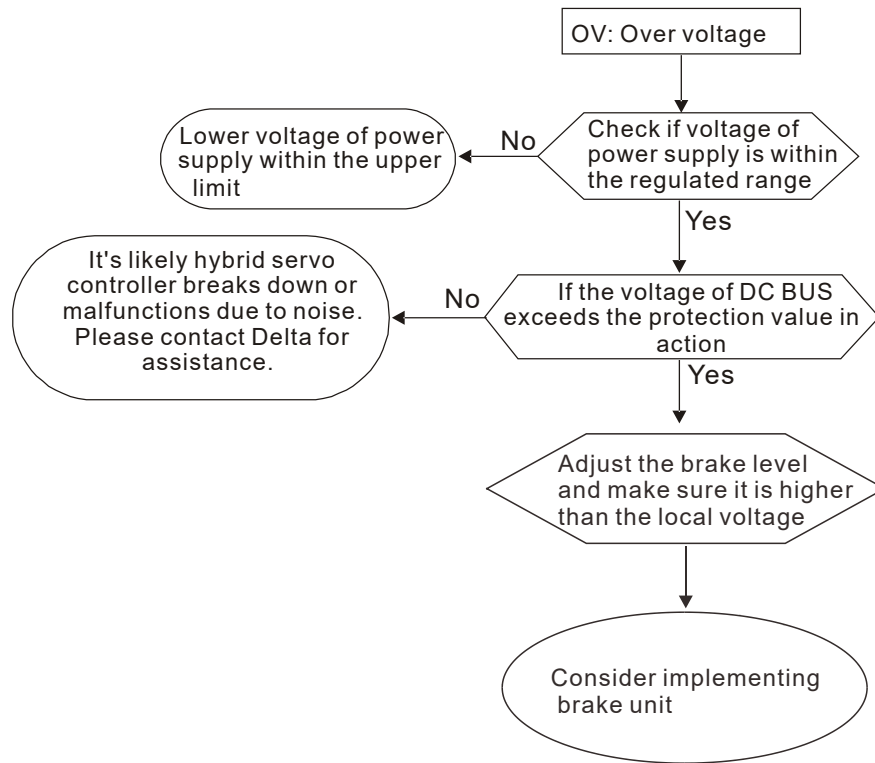 OV: Over voltage
Check if voltage of
power supply is within
the regulated range
No
Lower voltage of power
supply within the upper
limit
Yes
If the voltage of DC BUS
exceeds the protection value in
action
No
It's likely hybrid servo
controller breaks down or
malfunctions due to noise.
Please contact Delta for
assistance.
Yes
Adjust the brake level
and make sure it is higher
than the local voltage
Consider implementing
brake unit